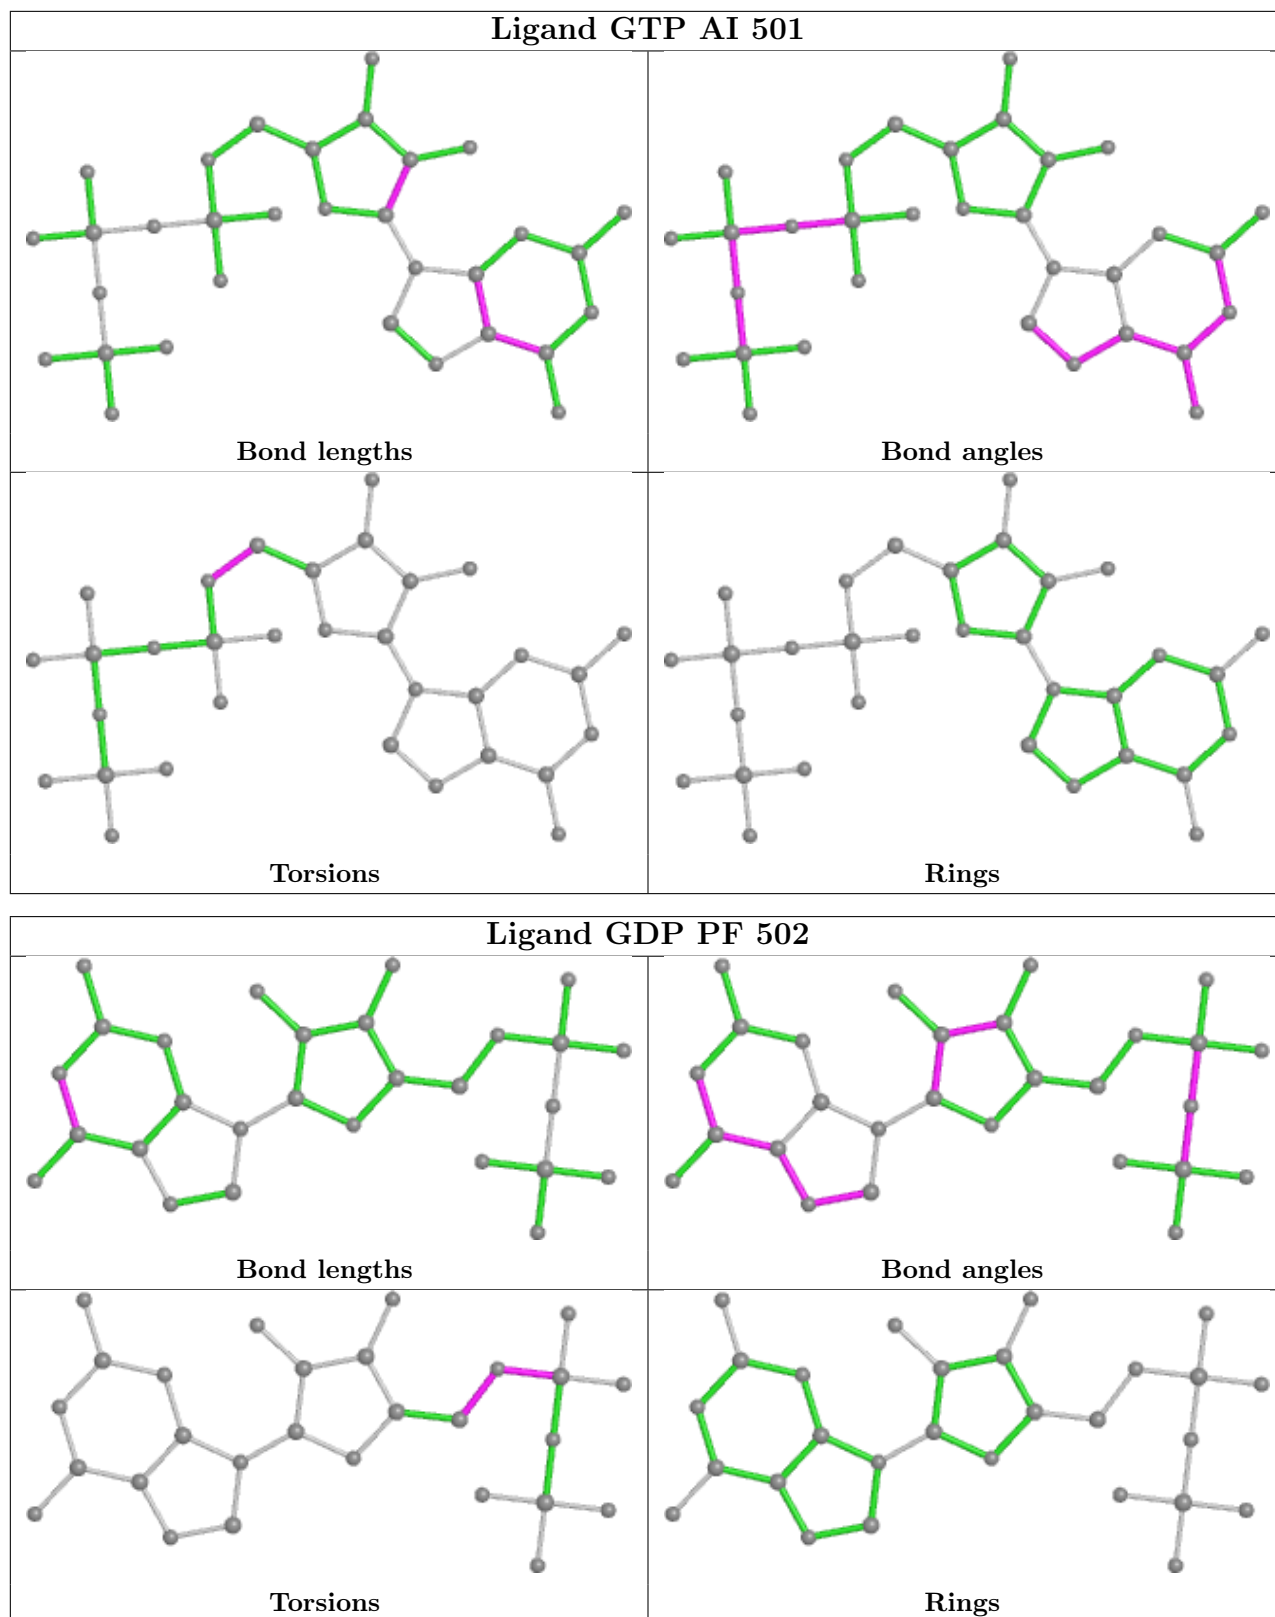 Ligand GTP AI 501
Bond lengths
Bond angles
Torsions
Rings
Ligand GDP PF 502
Bond lengths
Bond angles
Torsions
Rings